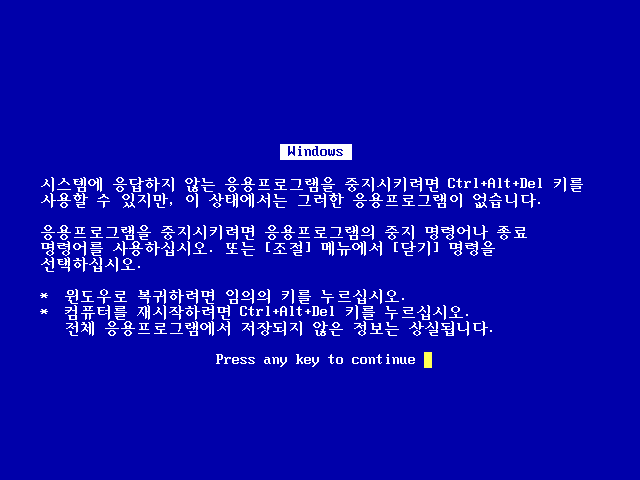 Windows
시스템에 응답하지 않는 응용프로그램을 중지시키려면 Ctrl+Alt+Del 키를
사용할 수 있지만, 이 상태에서는 그러한 응용프로그램이 없습니다.
응용프로그램을 중지시키려면 응용프로그램의 중지 명령어나 종료
명령어를 사용하십시오. 또는 [조절] 메뉴에서 [닫기] 명령을
선택하십시오.
* 윈도우로 복귀하려면 임의의 키를 누르십시오.
* 컴퓨터를 재시작하려면 Ctrl+Alt+Del 키를 누르십시오.
전체 응용프로그램에서 저장되지 않은 정보는 상실됩니다.
Press any key to continue